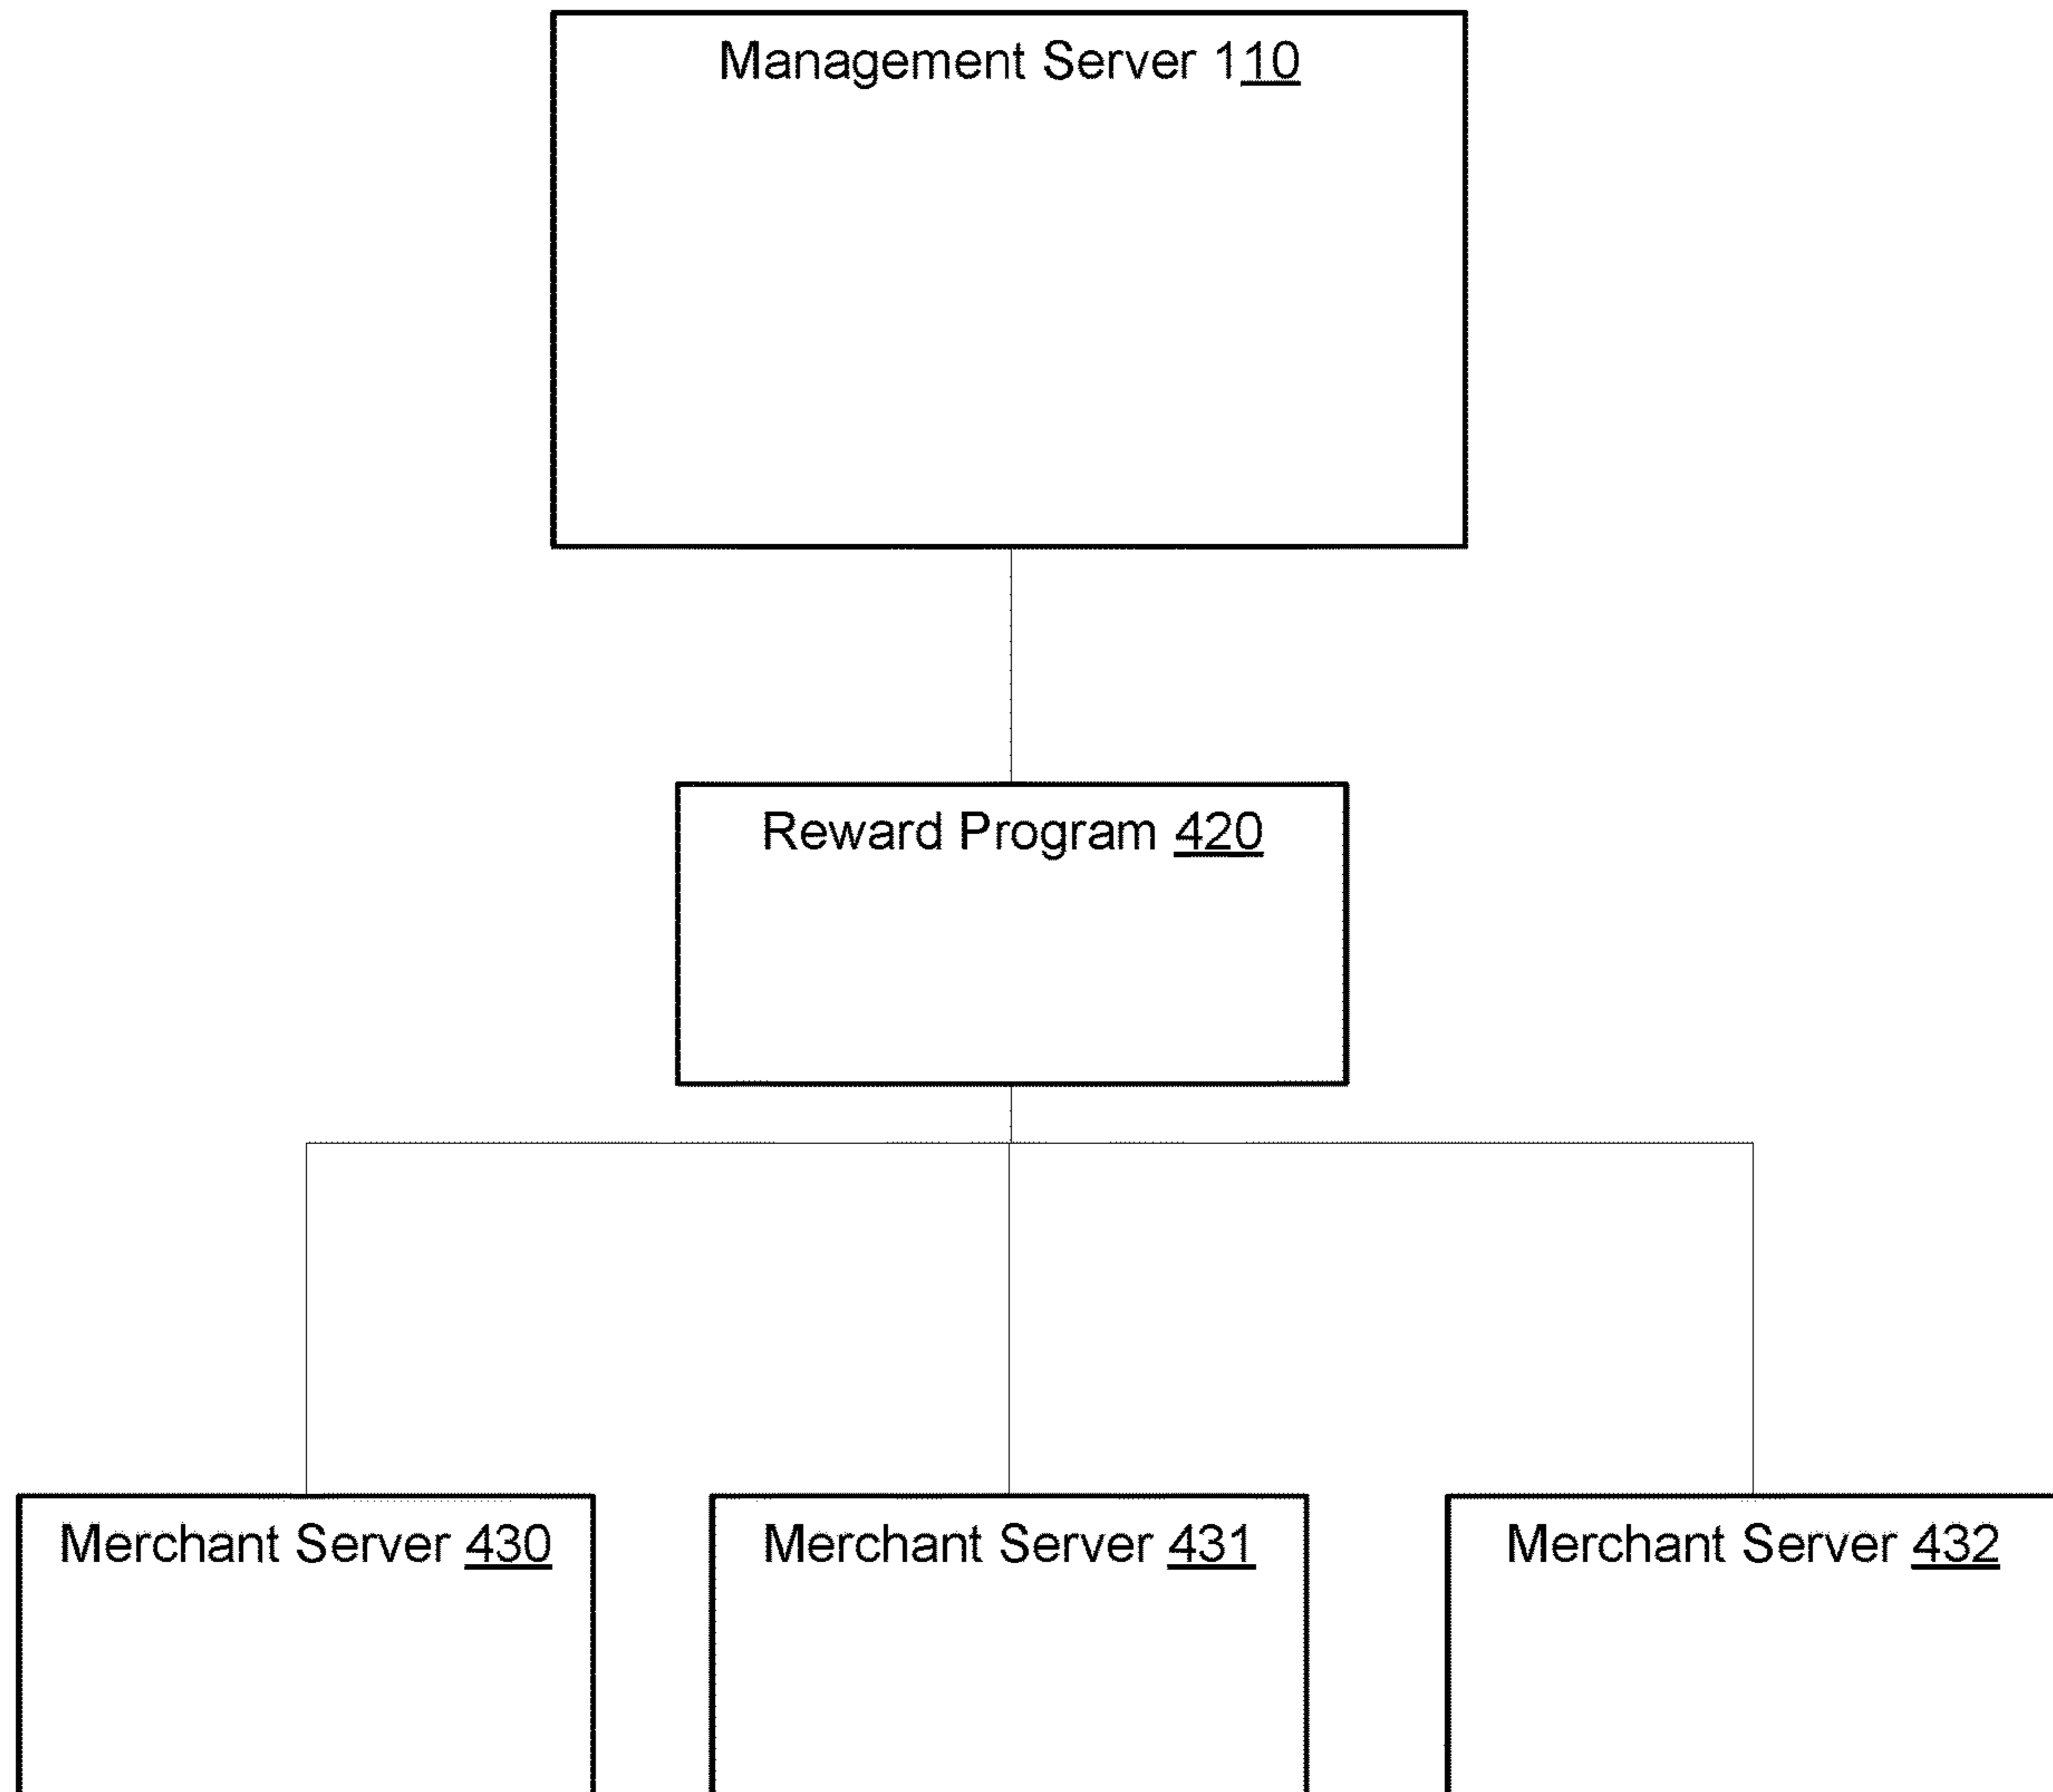 Management Server 110
Reward Program 420
Merchant Server 430
Merchant Server 431
Merchant Server 432